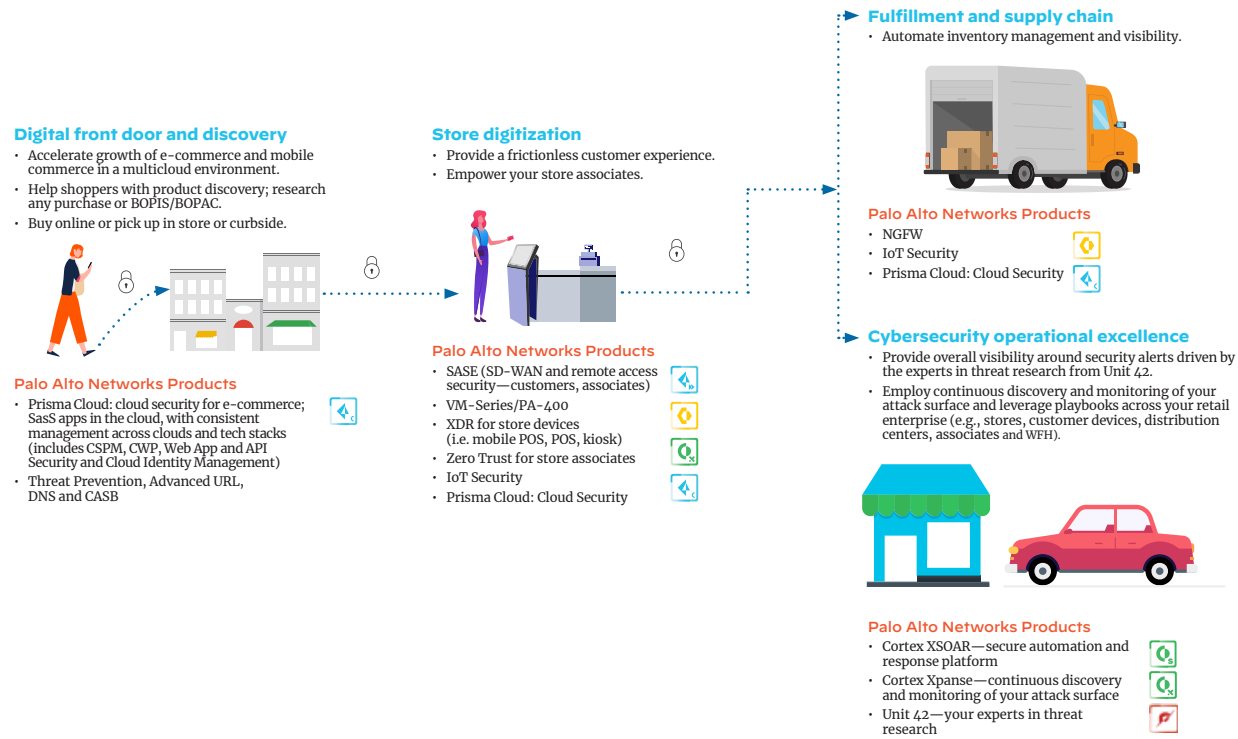 Digital front door and discovery
• Accelerate growth of e-commerce and mobile
commerce in a multicloud environment.
• Help shoppers with product discovery; research
any purchase or BOPIS/BOPAC.
• Buy online or pick up in store or curbside.
Palo Alto Networks Products
• Prisma Cloud: cloud security for e-commerce;
SaaS apps in the cloud, with consistent
management across clouds and tech stacks
(includes CSPM, CWP, Web App and API
Security and Cloud Identity Management)
• Threat Prevention, Advanced URL,
DNS and CASB
Store digitization
• Provide a frictionless customer experience.
• Empower your store associates.
Palo Alto Networks Products
• SASE (SD-WAN and remote access
security—customers, associates)
• VM-Series/PA-400
• XDR for store devices
(i.e. mobile POS, POS, kiosk)
• Zero Trust for store associates
• IoT Security
• Prisma Cloud: Cloud Security
Fulfillment and supply chain
• Automate inventory management and visibility.
Palo Alto Networks Products
• NGFW
• IoT Security
• Prisma Cloud: Cloud Security
Cybersecurity operational excellence
• Provide overall visibility around security alerts driven by
the experts in threat research from Unit 42.
• Employ continuous discovery and monitoring of your
attack surface and leverage playbooks across your retail
enterprise (e.g., stores, customer devices, distribution
centers, associates and WFH).
Palo Alto Networks Products
• Cortex XSOAR—secure automation and
response platform
• Cortex Xpanse—continuous discovery
and monitoring of your attack surface
• Unit 42—your experts in threat
research